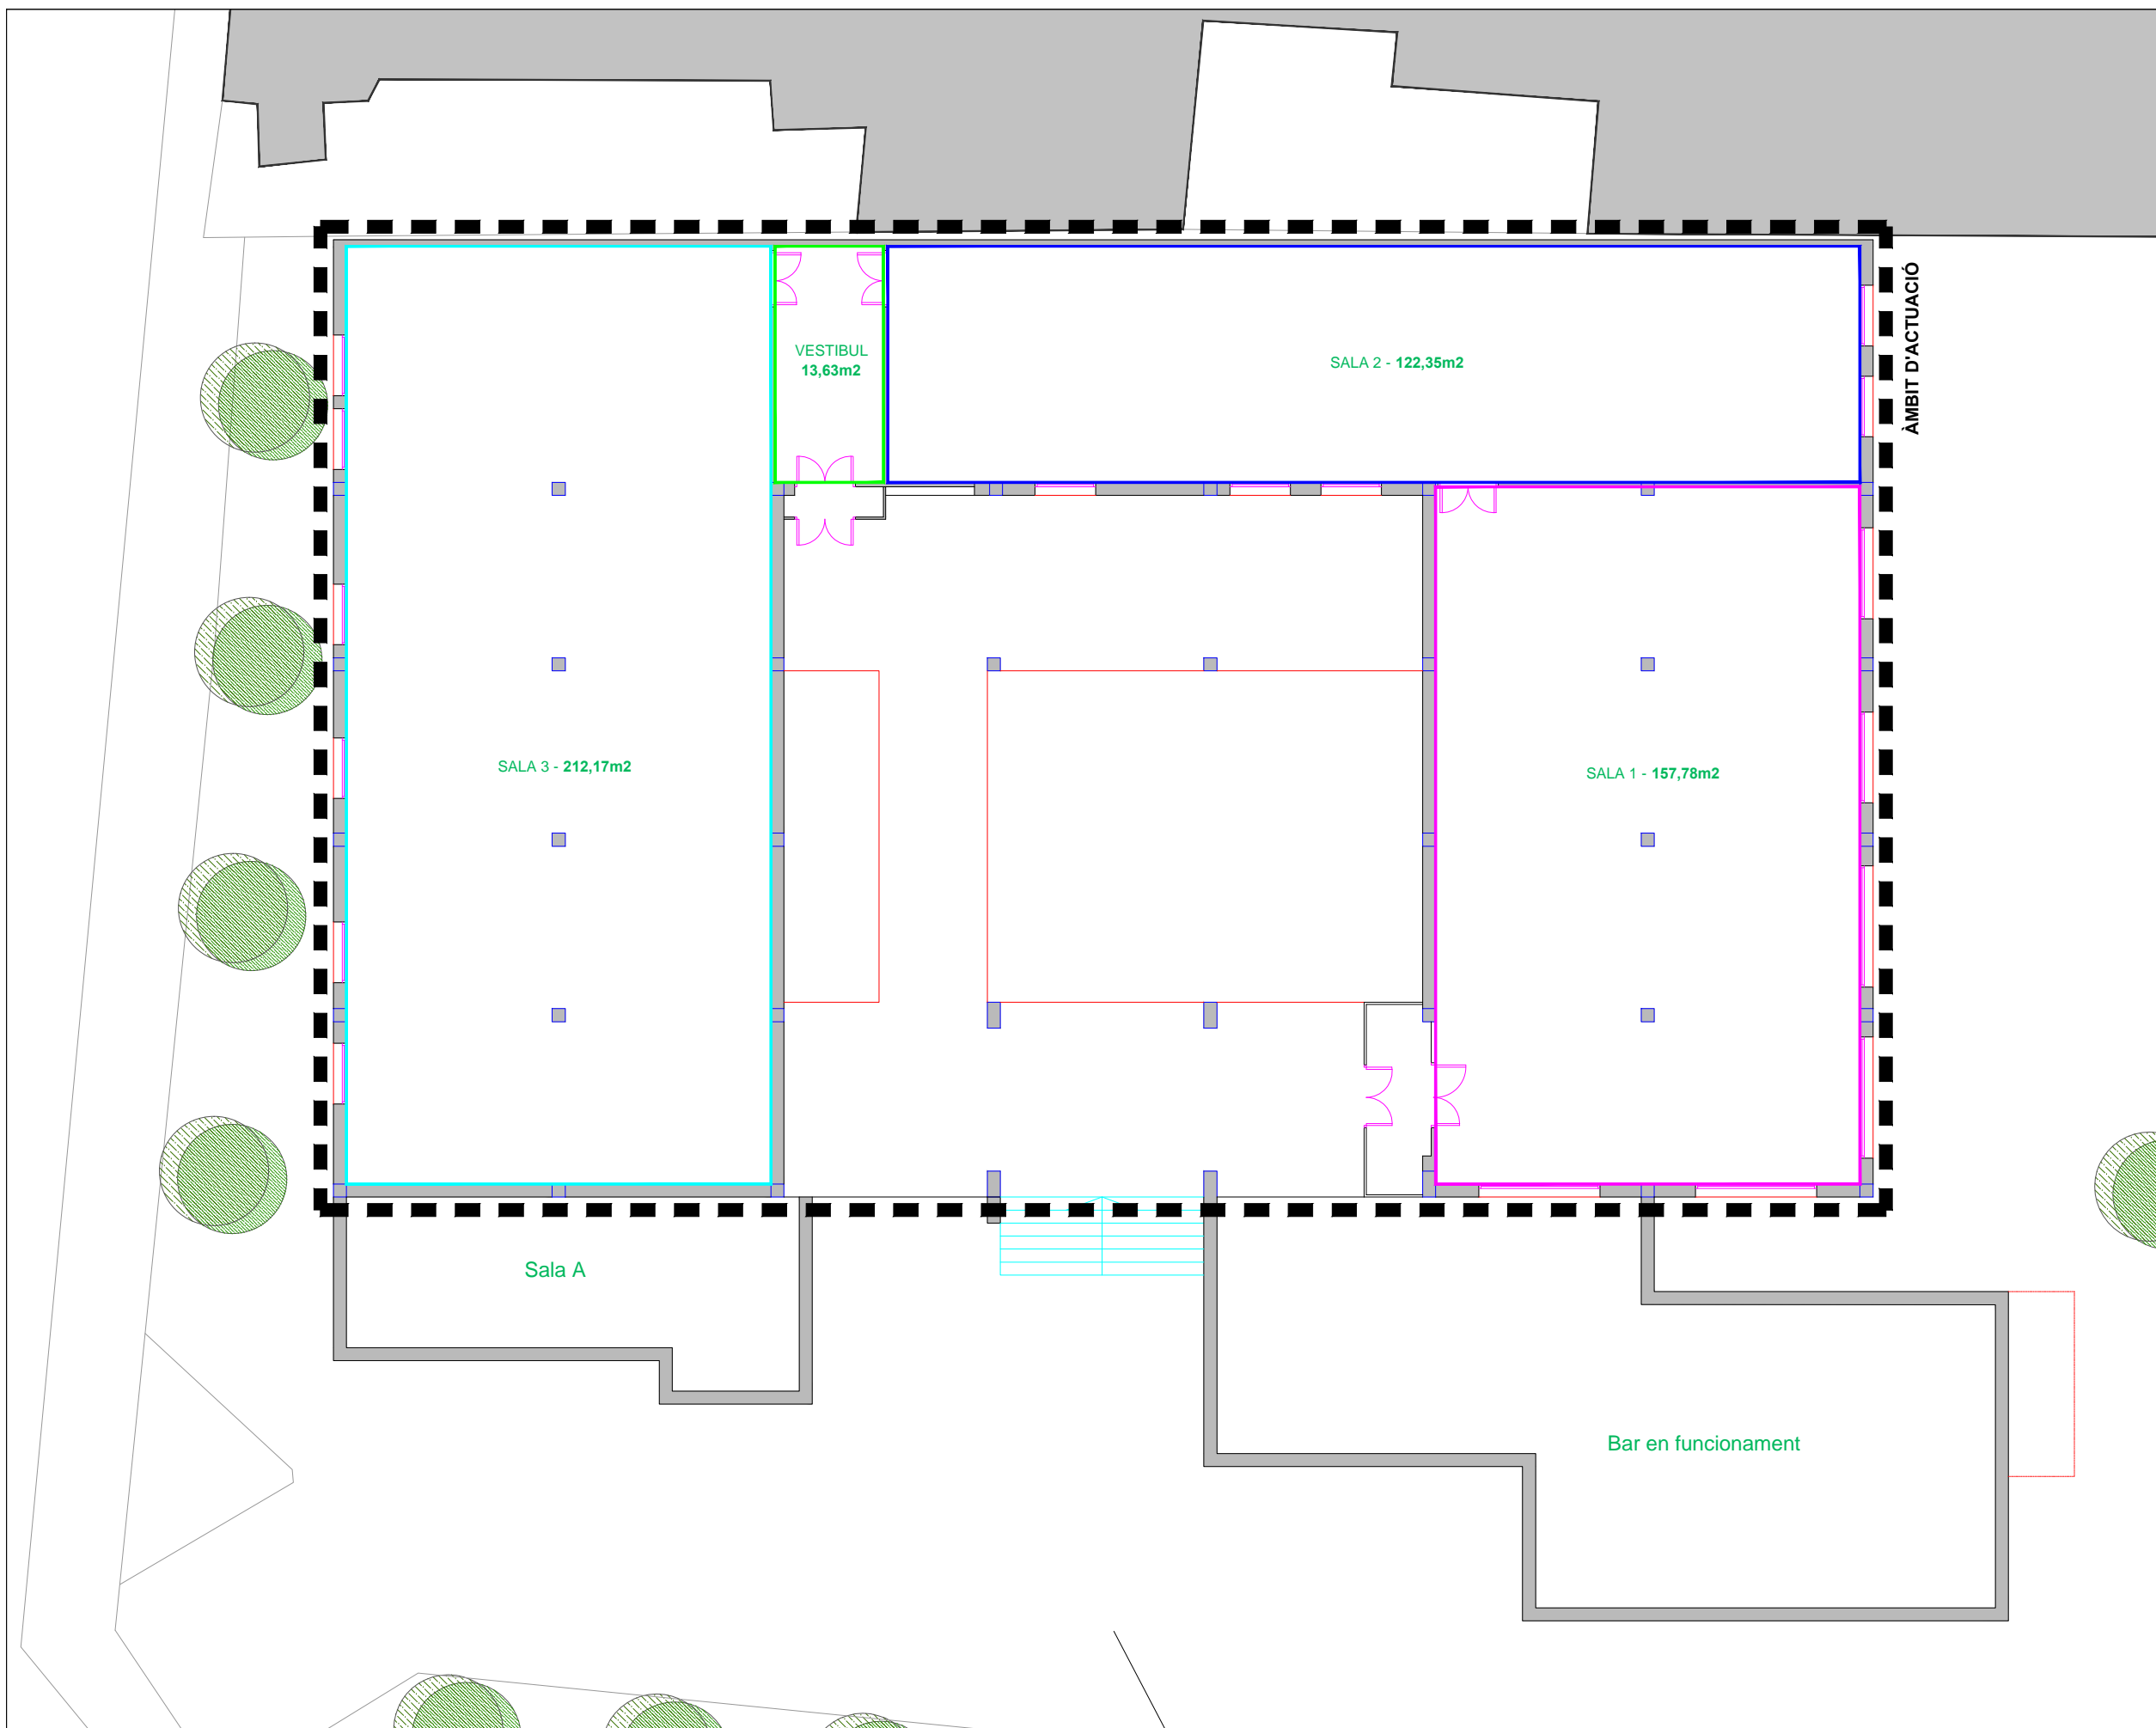 ÀMBIT D'ACTUACIÓ
VESTIBUL
13,63m2
SALA 2 - 122,35m2
SALA 3 - 212,17m2
SALA 1 - 157,78m2
Sala A
Bar en funcionament